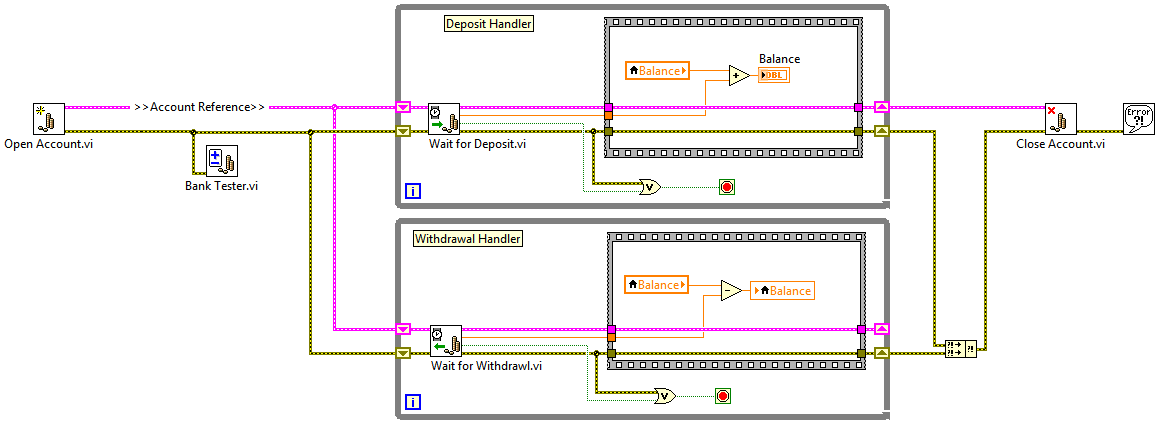 Deposit Handler
Balance
Balance
+
DBL
>>Account Reference>>
Open Account.vi
Wait for Deposit.vi
Close Account.vi
Error
?!
Bank Tester.vi
V
i
Withdrawal Handler
Balance
-
Balance
Wait for Withdrawl.vi
?!
?!
?!
V
i